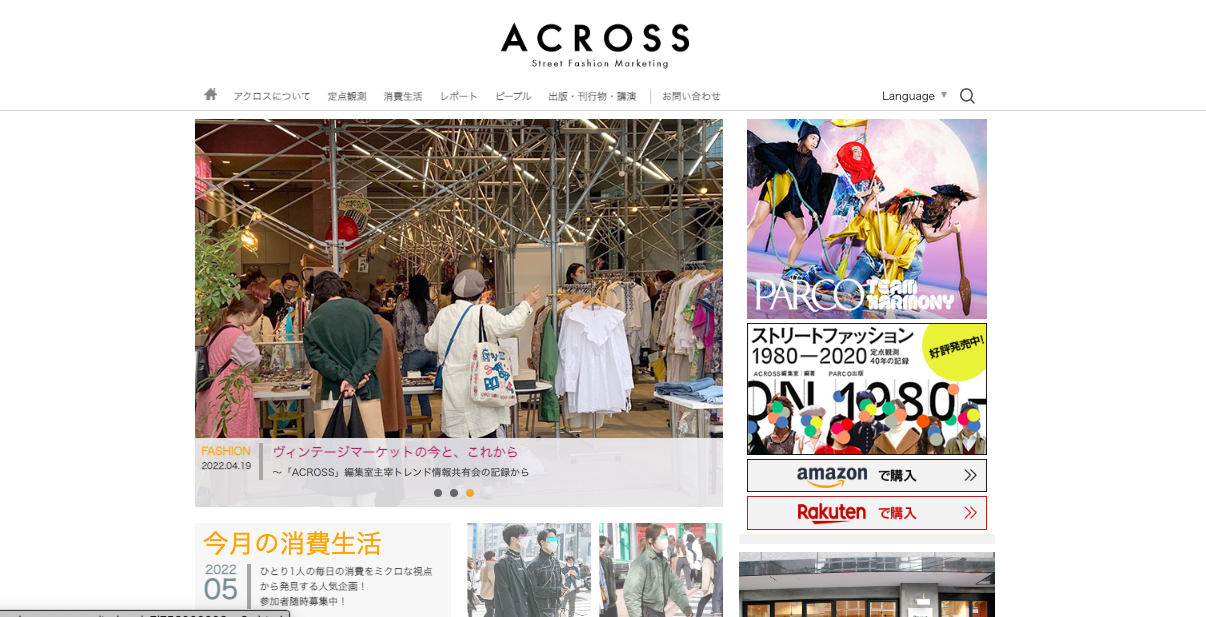 ACROSS
Street Fashion Marketing
アクロスについて 定点観測 消費生活 レポート ピープル 出版・刊行物・講演 お問い合わせ
Language
PARCO TEAM HARMONY
ストリートファッション
1980—2020 定点観測 40年の記録
好評発売中!
ACROSS編集室 編著 PARCO出版
ON 1980—
amazon で購入
Rakuten で購入
FASHION
2022.04.19
ヴィンテージマーケットの今と、これから
～「ACROSS」編集室主宰トレンド情報共有会の記録から
今月の消費生活
2022
05
ひとり1人の毎日の消費をミクロな視点
から発見する人気企画！
参加者随時募集中！